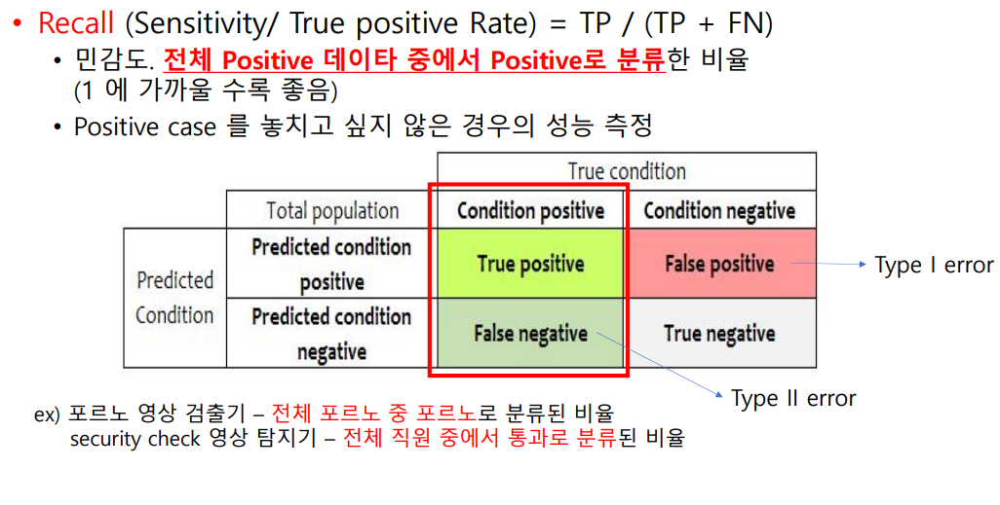 • Recall (Sensitivity/ True positive Rate) = TP / (TP + FN)
• 민감도. 전체 Positive 데이타 중에서 Positive로 분류한 비율
(1 에 가까울 수록 좋음)
• Positive case 를 놓치고 싶지 않은 경우의 성능 측정
True condition
Total population Condition positive Condition negative
Predicted Condition
Predicted condition positive
True positive
False positive
Type I error
Predicted condition negative
False negative
True negative
Type II error
ex) 포르노 영상 검출기 – 전체 포르노 중 포르노로 분류된 비율
security check 영상 탐지기 – 전체 직원 중에서 통과로 분류된 비율